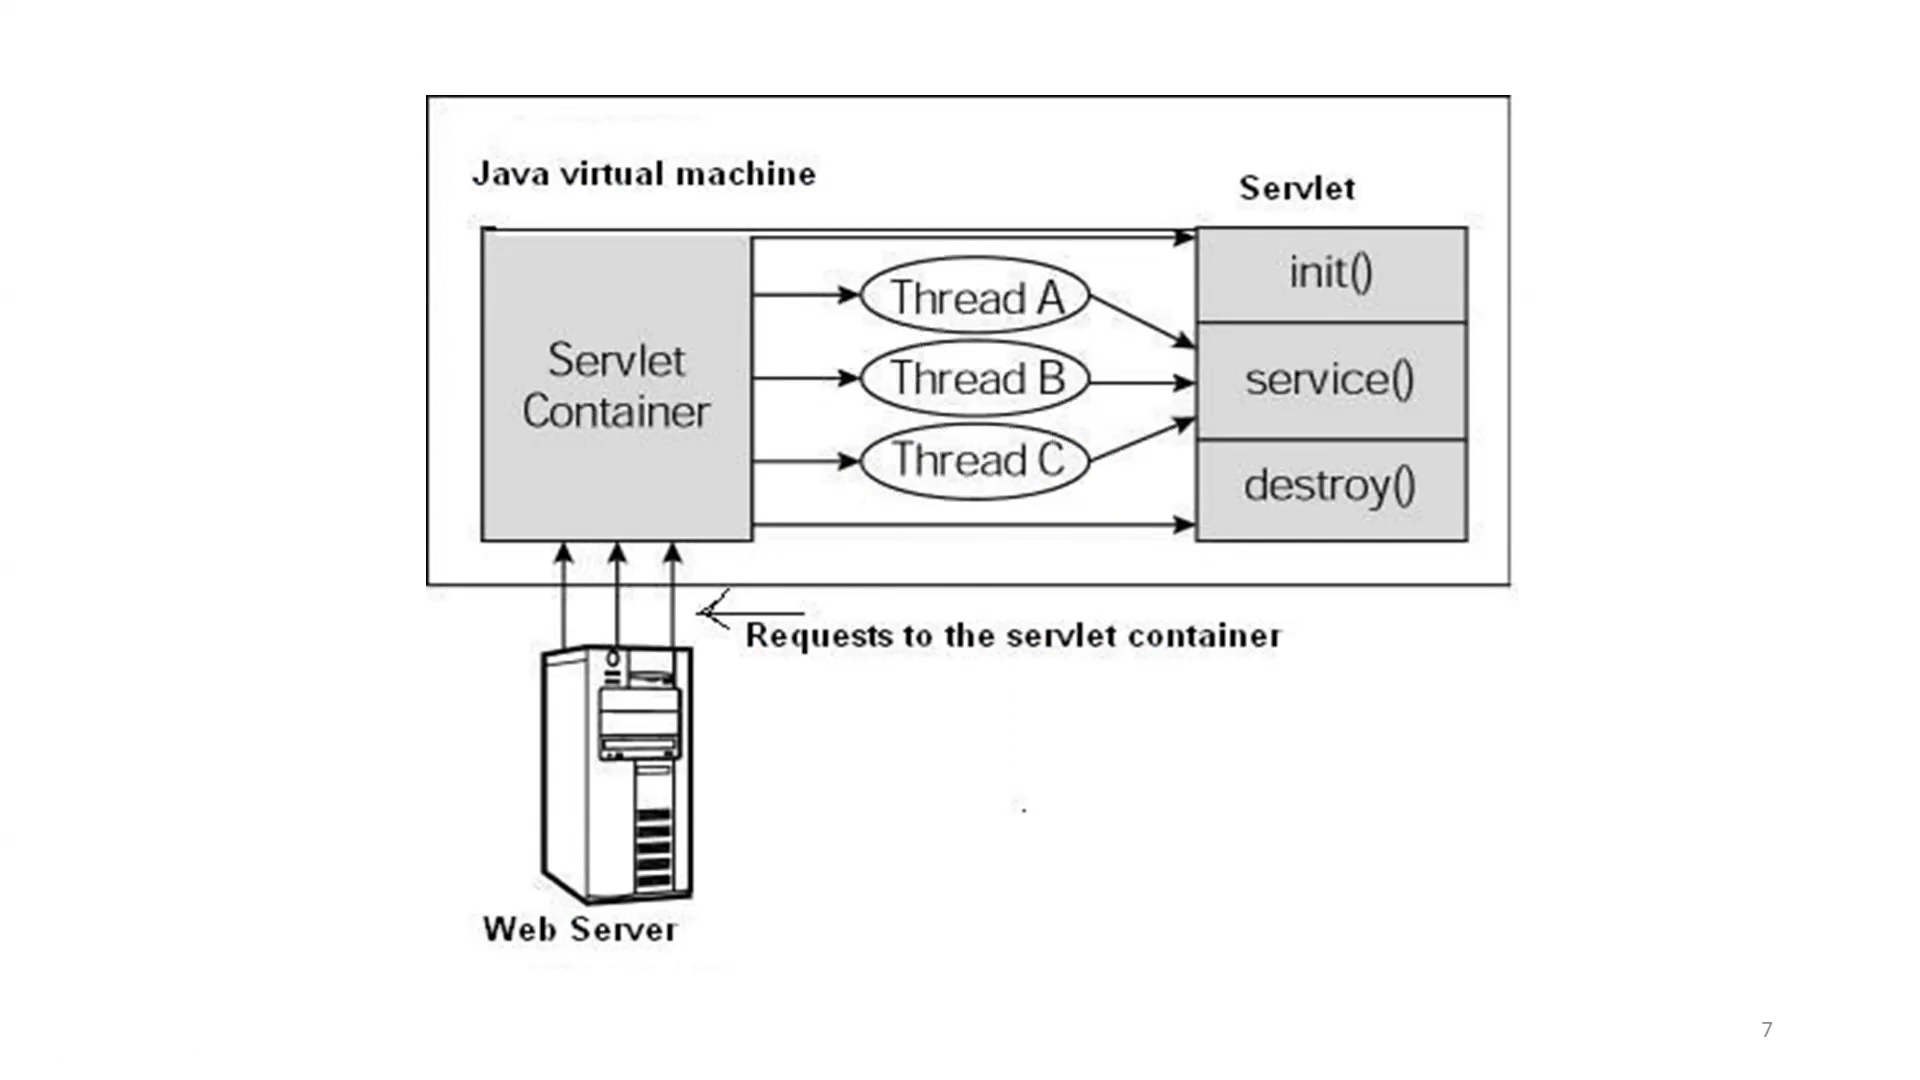 Java virtual machine
Servlet
Servlet
Container
Thread A
Thread B
Thread C
init()
service()
destroy()
Requests to the servlet container
Web Server
7